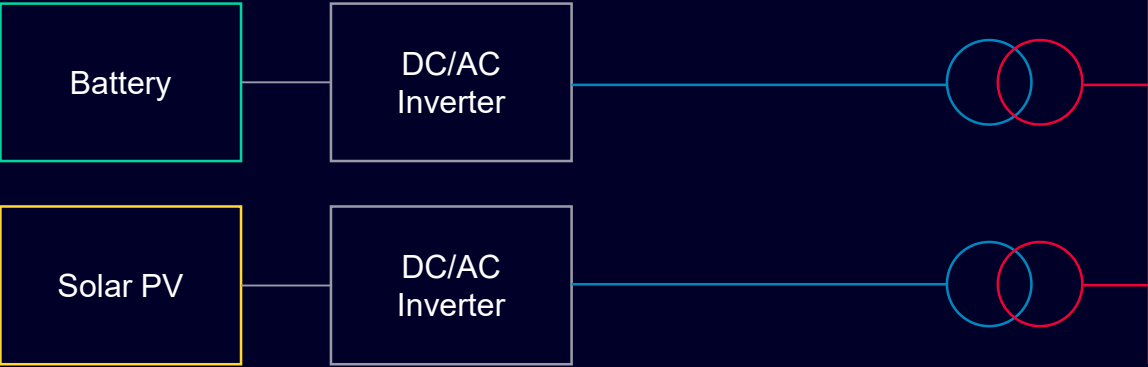 Battery
DC/AC
Inverter
Solar PV
DC/AC
Inverter